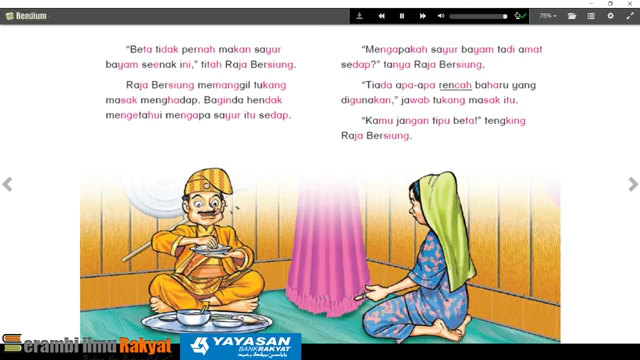 Readium
78%
"Beta tidak pernah makan sayur
bayam seenak ini," titah Raja Bersiung.
Raja Bersiung memanggil tukang
masak menghadap. Baginda hendak
mengetahui mengapa sayur itu sedap.
"Mengapakah sayur bayam tadi amat
sedap?" tanya Raja Bersiung.
"Tiada apa-apa rencah baharu yang
digunakan," jawab tukang masak itu.
"Kamu jangan tipu beta!" tengking
Raja Bersiung.
Serambi ilmu Rakyat
YAYASAN
BANK RAKYAT